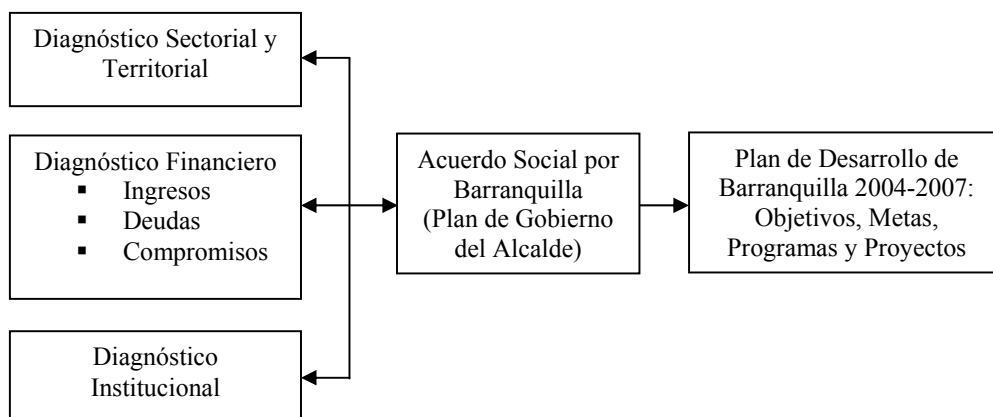 Diagnóstico Sectorial y
Territorial
Diagnóstico Financiero
▪ Ingresos
▪ Deudas
▪ Compromisos
Diagnóstico
Institucional
Acuerdo Social por
Barranquilla
(Plan de Gobierno
del Alcalde)
Plan de Desarrollo de
Barranquilla 2004-2007:
Objetivos, Metas,
Programas y Proyectos